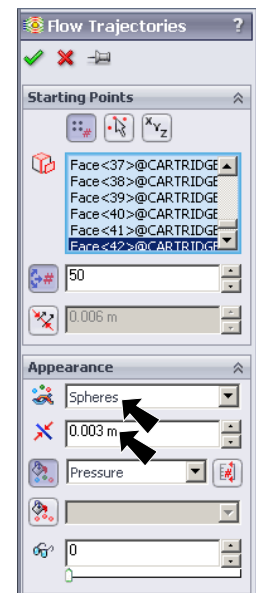 Flow Trajectories ?
Starting Points
Face<37>@CARTRIDGE
Face<38>@CARTRIDGE
Face<39>@CARTRIDGE
Face<40>@CARTRIDGE
Face<41>@CARTRIDGE
Face<42>@CARTRIDGE
50
0.006 m
Appearance
Spheres
0.003 m
Pressure
0